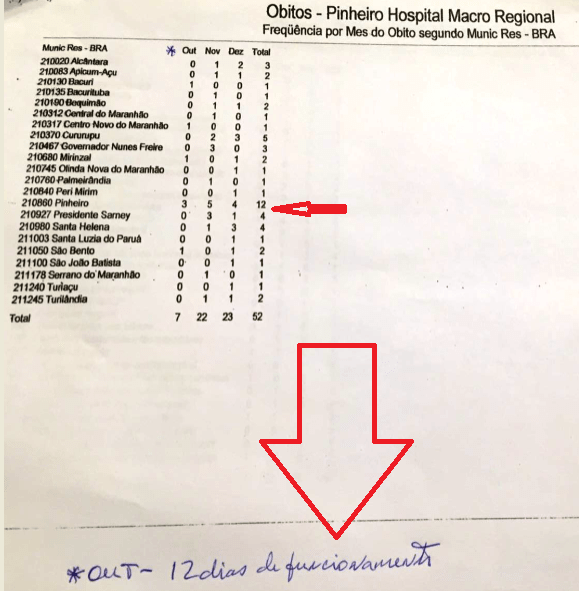 Obitos - Pinheiro Hospital Macro Regional
Freqüência por Mes do Obito segundo Munic Res - BRA
Munic Res - BRA * Out Nov Dez Total
210020 Alcântara 0 1 2 3
210083 Apicum-Açu 0 1 1 2
210130 Bacuri 1 0 0 1
210135 Bacurituba 0 1 0 1
210190 Bequimão 0 1 1 2
210312 Central do Maranhão 0 0 1 1
210317 Centro Novo do Maranhão 1 0 0 1
210370 Cururupu 0 2 3 5
210467 Governador Nunes Freire 0 3 0 3
210680 Mirinzal 1 0 1 2
210745 Olinda Nova do Maranhão 0 0 1 1
210760 Palmeirândia 0 1 0 1
210840 Peri Mirim 0 0 1 1
210860 Pinheiro 3 5 4 12
210927 Presidente Sarney 0 3 1 4
210980 Santa Helena 0 1 3 4
211003 Santa Luzia do Paruá 0 0 1 1
211050 São Bento 1 0 1 2
211100 São João Batista 0 0 1 1
211178 Serrano do Maranhão 0 1 0 1
211240 Turiaçu 0 0 1 1
211245 Turilândia 0 1 1 2
Total 7 22 23 52
*OUT - 12 dias de funcionamento